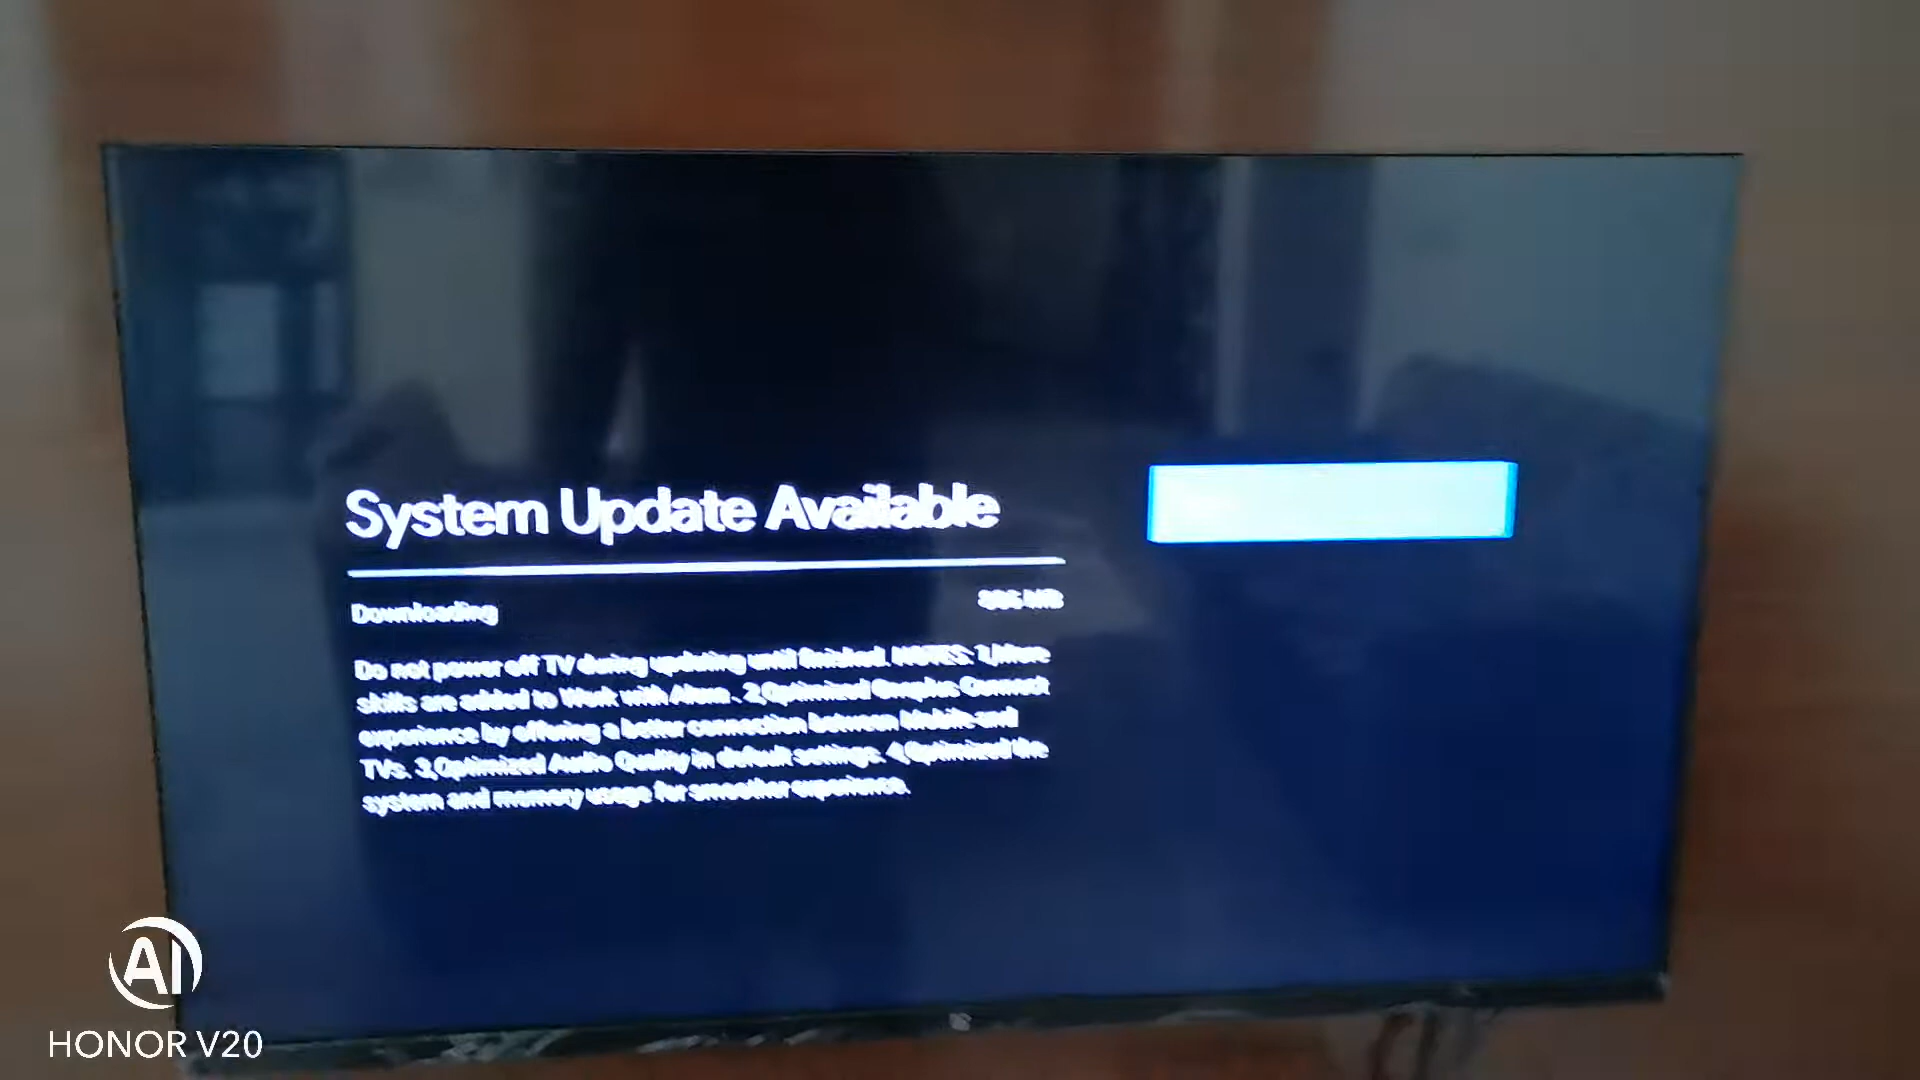 System Update Available
Downloading MB
Do not power off TV during updating until finished. NOTES: 1,More
skills are added to Work with Alexa . 2,Optimized Oneplus Connect
experience by offering a better connection between Mobile and
TVs. 3,Optimized Audio Quality in default settings. 4,Optimized the
system and memory usage for smoother experience.
AI
HONOR V20